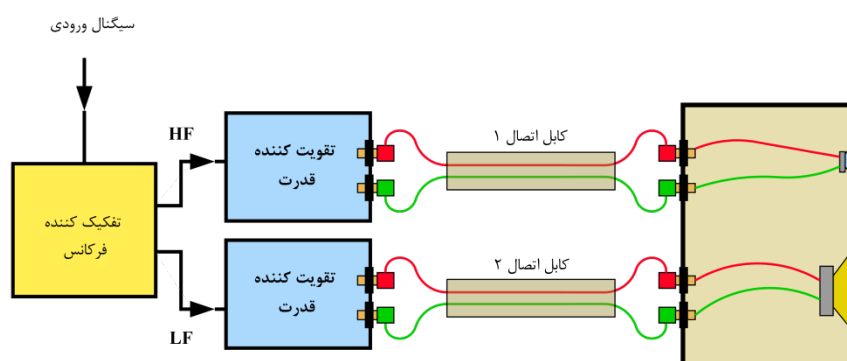 سیگنال ورودی
HF
کابل اتصال ۱
تقویت کننده
قدرت
تفکیک کننده
فرکانس
کابل اتصال ۲
تقویت کننده
قدرت
LF